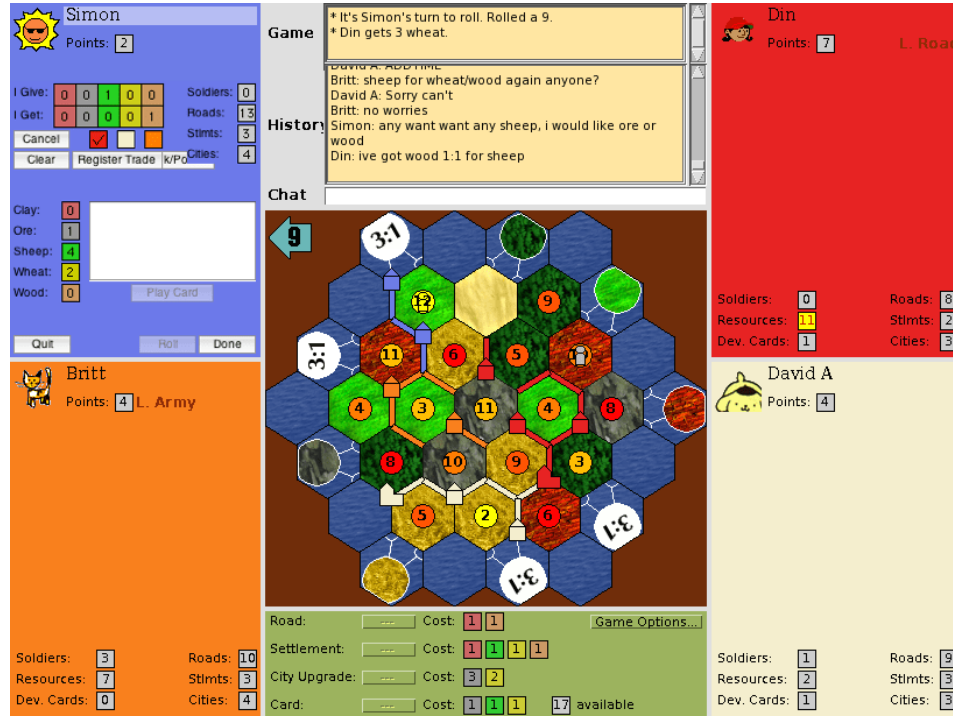 Simon
Points: 2
I Give: 0 0 1 0 0
Soldiers: 0
I Get: 0 0 0 0 1
Roads: 13
Stlmts: 3
Cancel
Cities: 4
Clear Register Trade k/Po
Clay: 0
Ore: 1
Sheep: 4
Wheat: 2
Wood: 0
Play Card
Quit Roll Done
Game
* It's Simon's turn to roll. Rolled a 9.
* Din gets 3 wheat.
History
David A: ADDTIME
Britt: sheep for wheat/wood again anyone?
David A: Sorry can't
Britt: no worries
Simon: any want want any sheep, i would like ore or
wood
Din: ive got wood 1:1 for sheep
Chat
Din
Points: 7 L. Roa
Soldiers: 0 Roads: 8
Resources: 11 Stlmts: 2
Dev. Cards: 1 Cities: 3
9
3:1
12
9
3:1
11
6
5
4
3
11
4
8
8
10
9
3
5
2
6
3:1
3:1
Britt
Points: 4 L. Army
Soldiers: 3 Roads: 10
Resources: 7 Stlmts: 3
Dev. Cards: 0 Cities: 4
David A
Points: 4
Soldiers: 1 Roads: 9
Resources: 2 Stlmts: 3
Dev. Cards: 1 Cities: 3
Road: --- Cost: 1 1 Game Options...
Settlement: --- Cost: 1 1 1 1
City Upgrade: --- Cost: 3 2
Card: --- Cost: 1 1 1 17 available